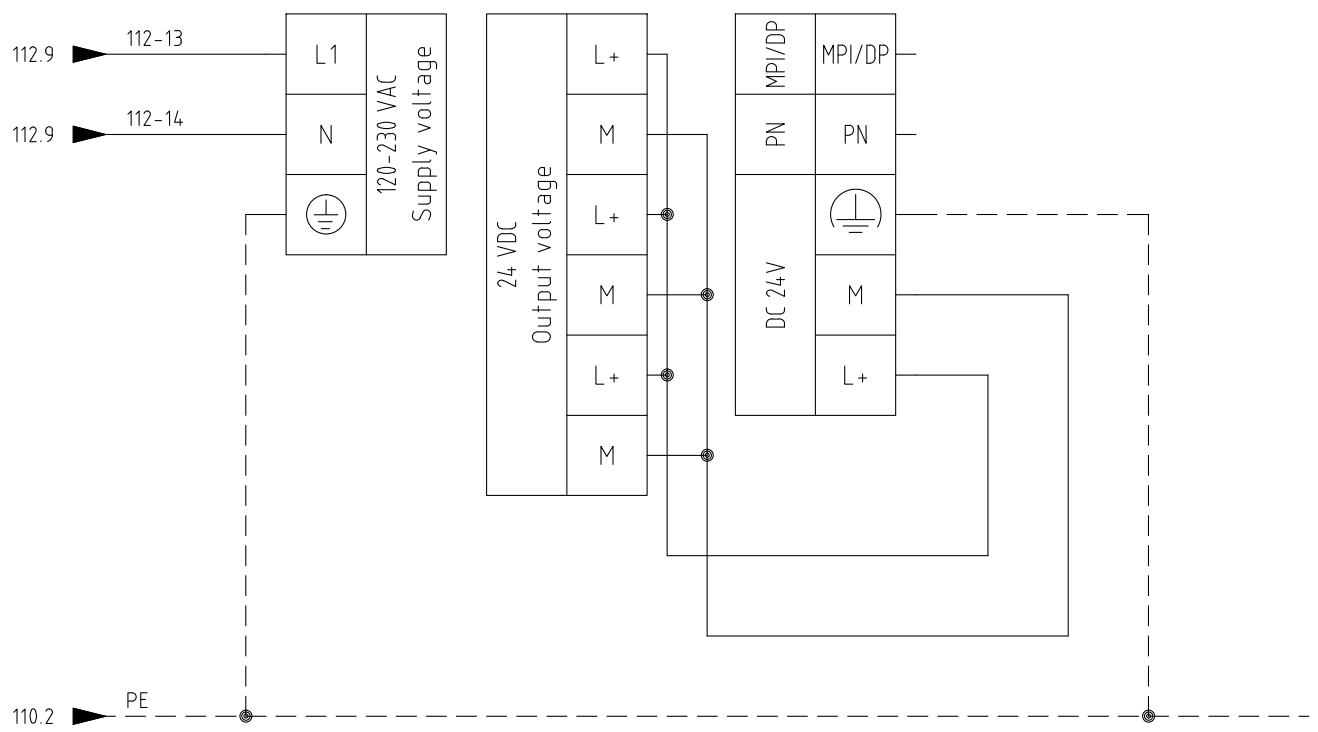 112.9
112-13
L1
112.9
112-14
N
120-230 VAC
Supply voltage
24 VDC
Output voltage
L+
M
L+
M
L+
M
MPI/DP
MPI/DP
PN
PN
DC 24V
M
L+
110.2
PE